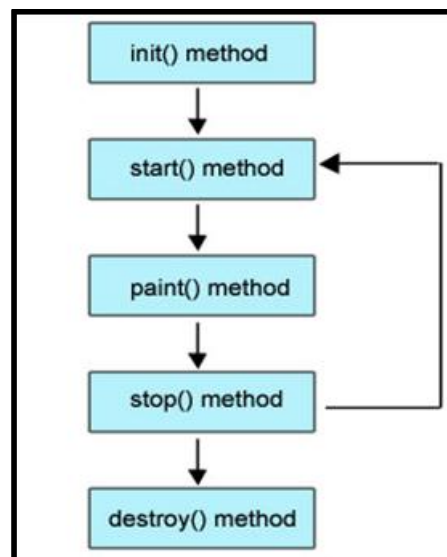 init() method
start() method
paint() method
stop() method
destroy() method